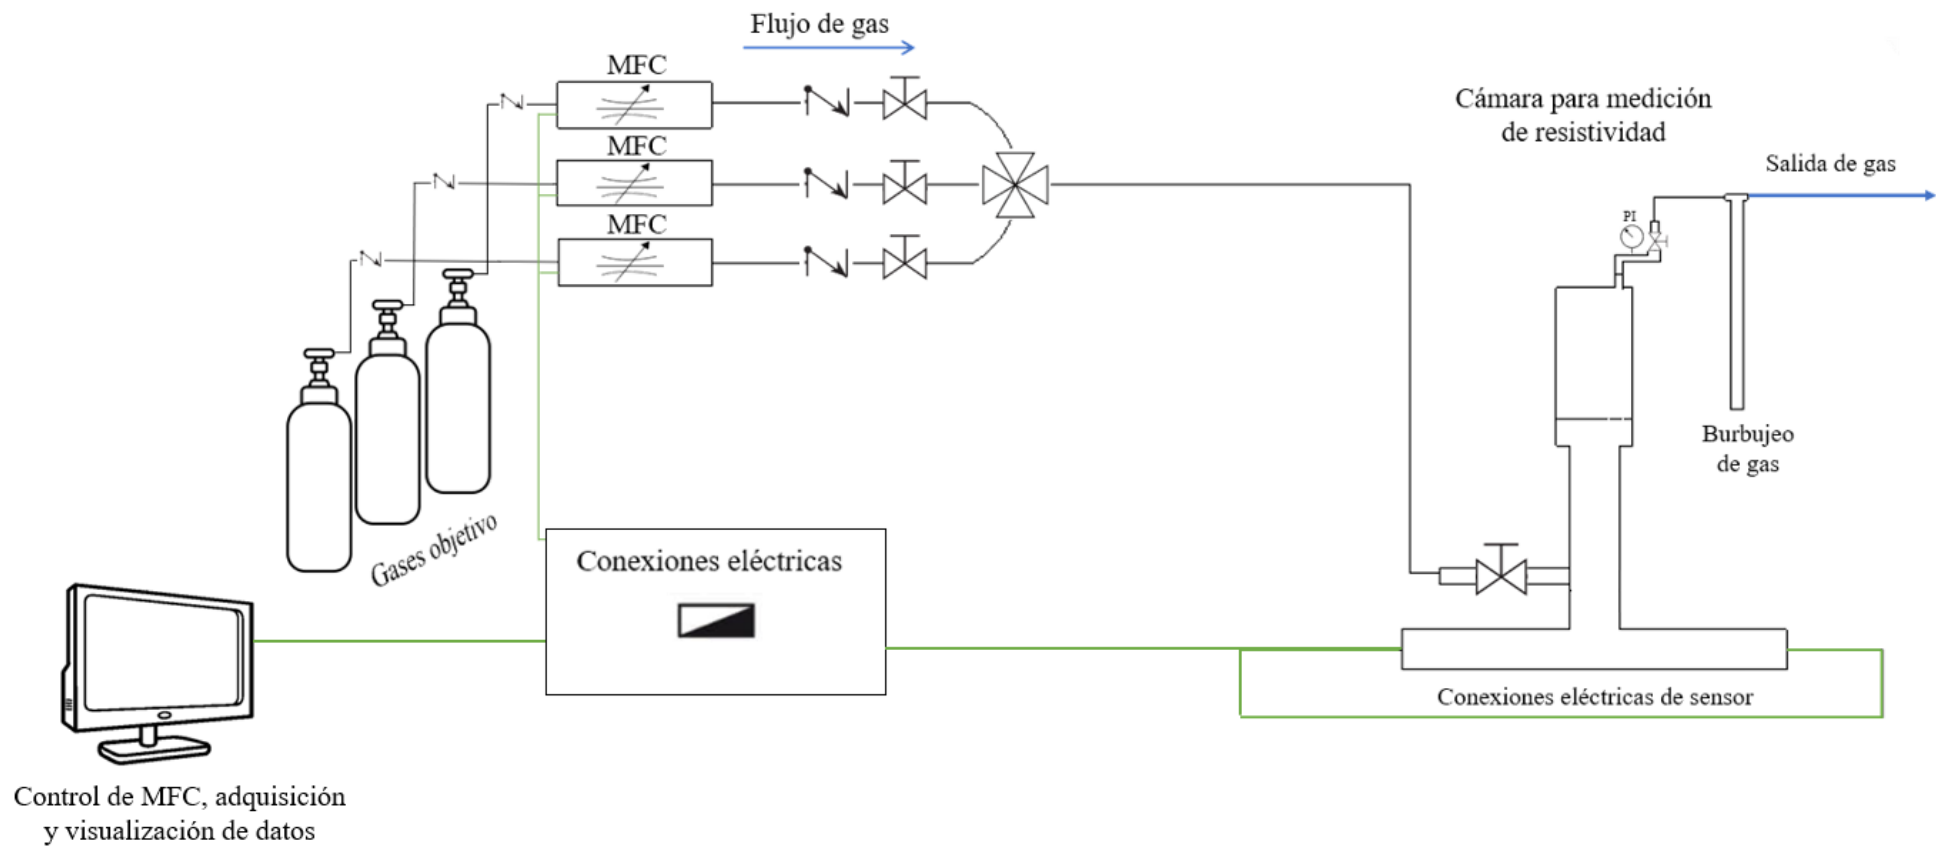 Flujo de gas
MFC
MFC
MFC
Cámara para medición
de resistividad
Salida de gas
PI
Burbujeo
de gas
Gases objetivo
Conexiones eléctricas
Conexiones eléctricas de sensor
Control de MFC, adquisición
y visualización de datos